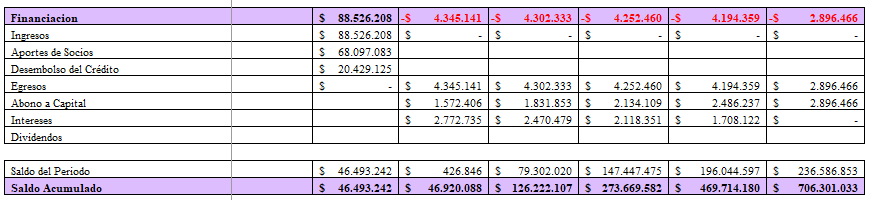 Financiacion $ 88.526.208 -$ 4.345.141 -$ 4.302.333 -$ 4.252.460 -$ 4.194.359 -$ 2.896.466
Ingresos $ 88.526.208 $ - $ - $ - $ - $ -
Aportes de Socios $ 68.097.083
Desembolso del Crédito $ 20.429.125
Egresos $ - $ 4.345.141 $ 4.302.333 $ 4.252.460 $ 4.194.359 $ 2.896.466
Abono a Capital $ 1.572.406 $ 1.831.853 $ 2.134.109 $ 2.486.237 $ 2.896.466
Intereses $ 2.772.735 $ 2.470.479 $ 2.118.351 $ 1.708.122 $ -
Dividendos
Saldo del Periodo $ 46.493.242 $ 426.846 $ 79.302.020 $ 147.447.475 $ 196.044.597 $ 236.586.853
Saldo Acumulado $ 46.493.242 $ 46.920.088 $ 126.222.107 $ 273.669.582 $ 469.714.180 $ 706.301.033